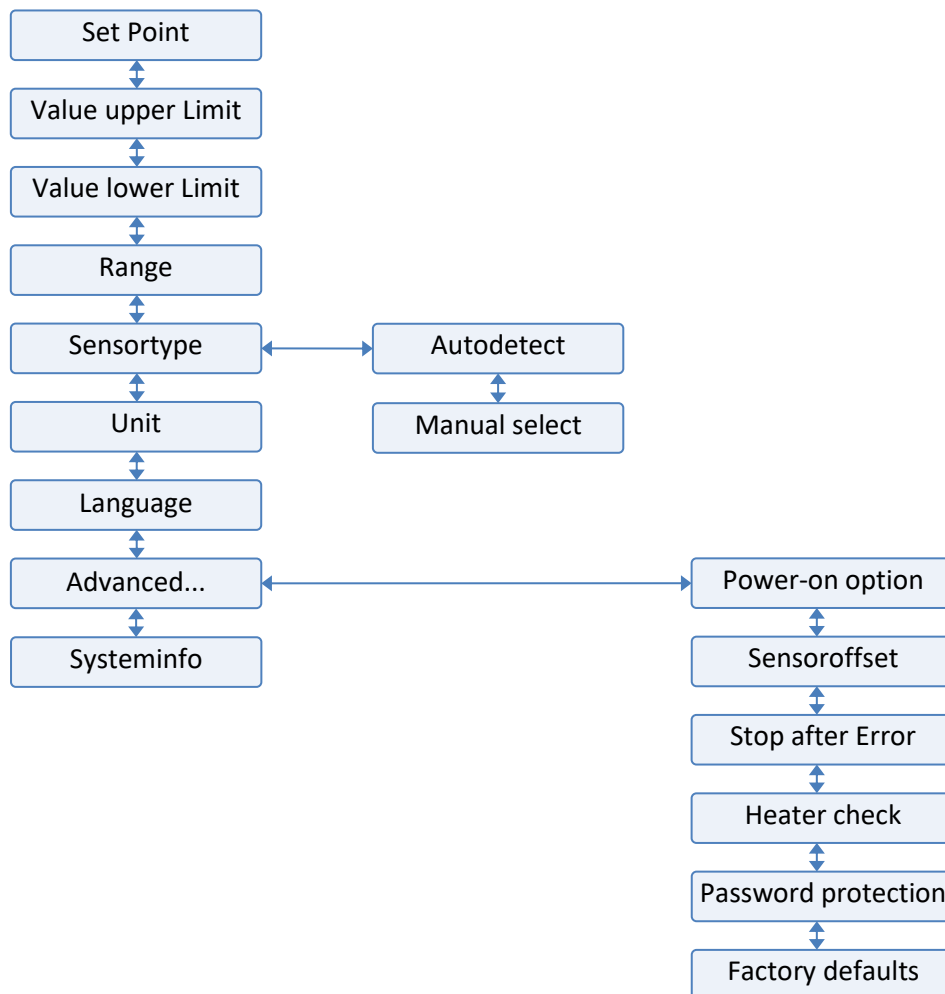 Set Point
Value upper Limit
Value lower Limit
Range
Sensortype
Autodetect
Unit
Manual select
Language
Advanced...
Power-on option
Systeminfo
Sensoroffset
Stop after Error
Heater check
Password protection
Factory defaults